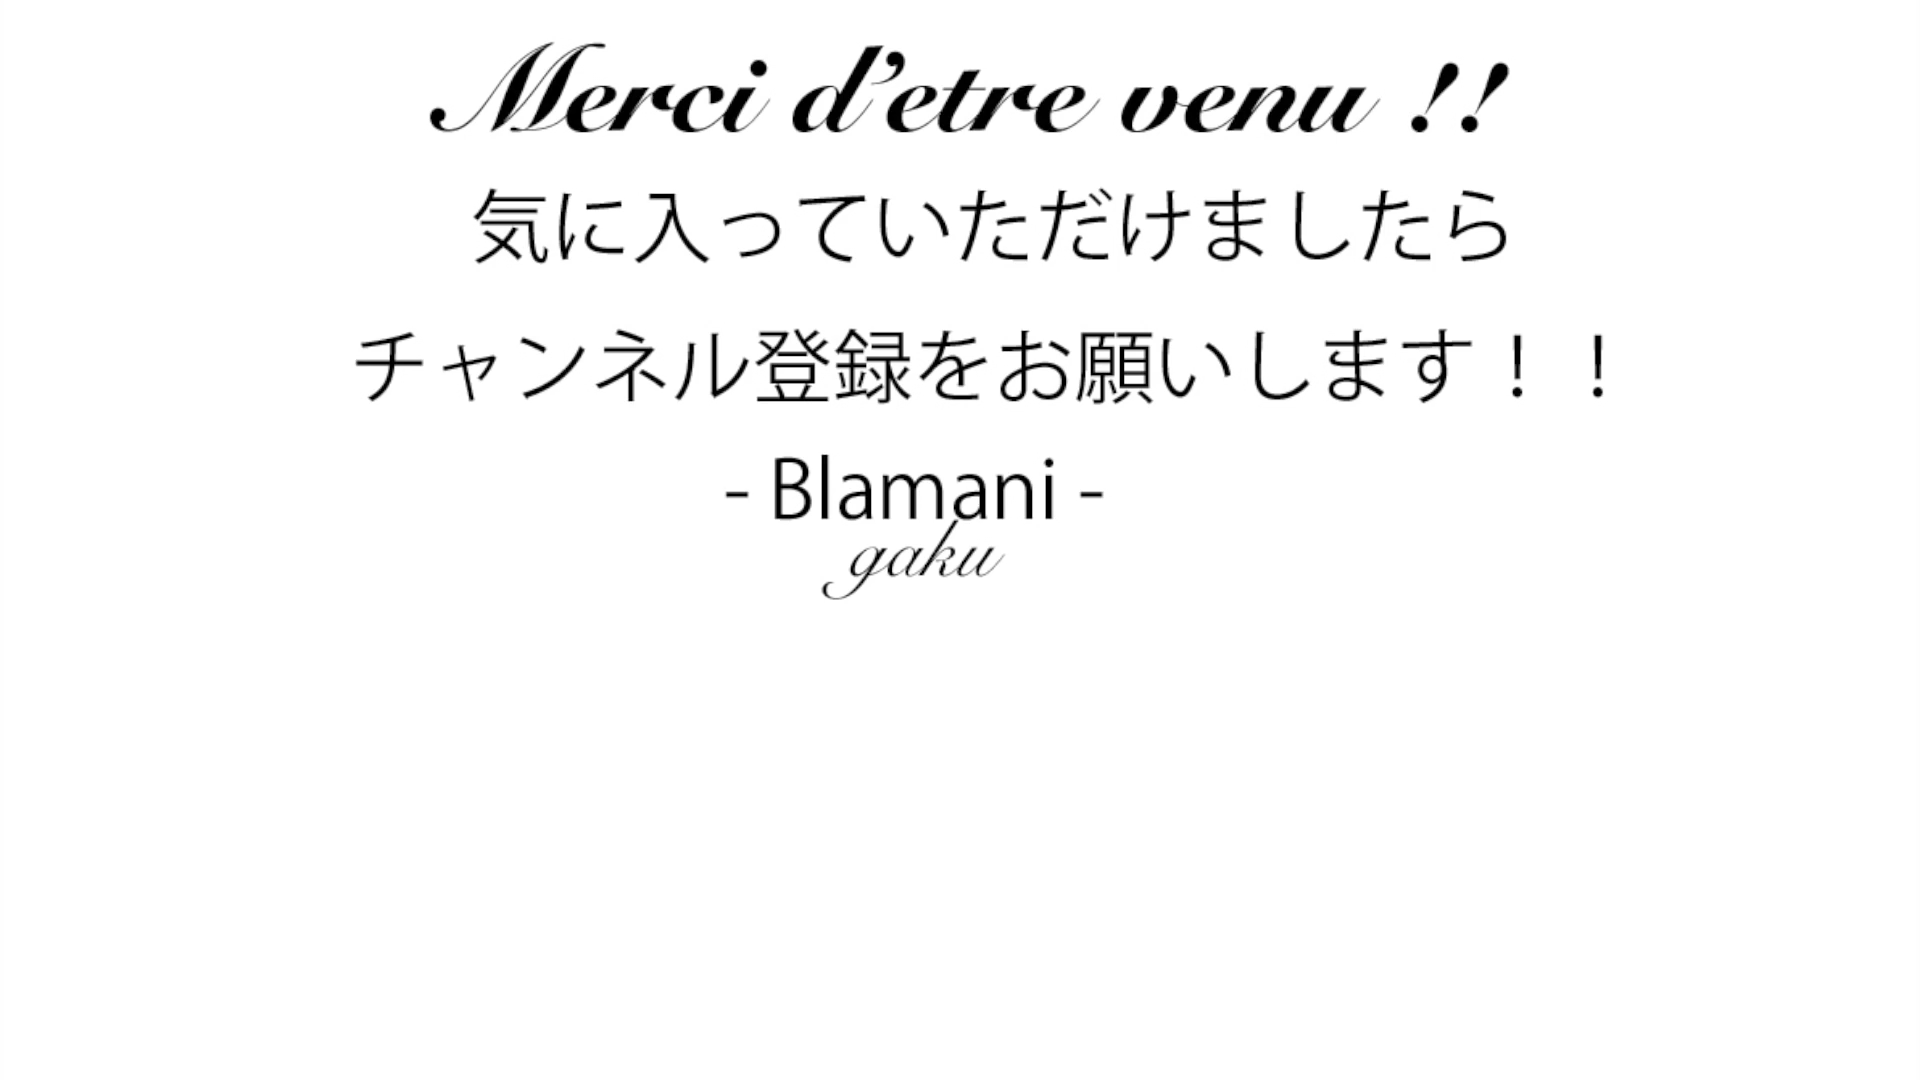 Merci d’etre venu !!
気に入っていただけましたら
チャンネル登録をお願いします！！
- Blamani -
gaku